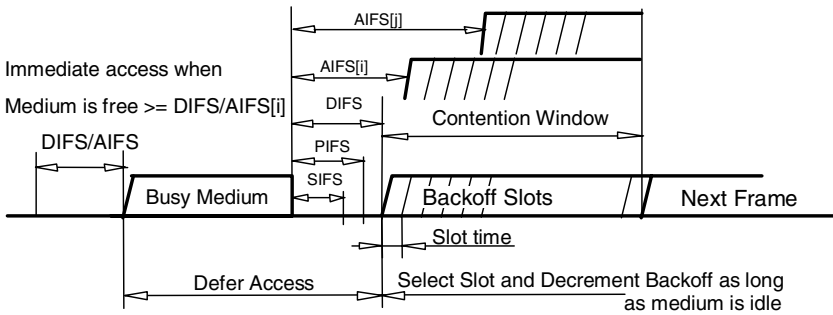 AIFS[j]
Immediate access when
AIFS[i]
Medium is free >= DIFS/AIFS[i]
DIFS
Contention Window
DIFS/AIFS
PIFS
SIFS
Busy Medium
Backoff Slots
Next Frame
Slot time
Defer Access
Select Slot and Decrement Backoff as long
as medium is idle